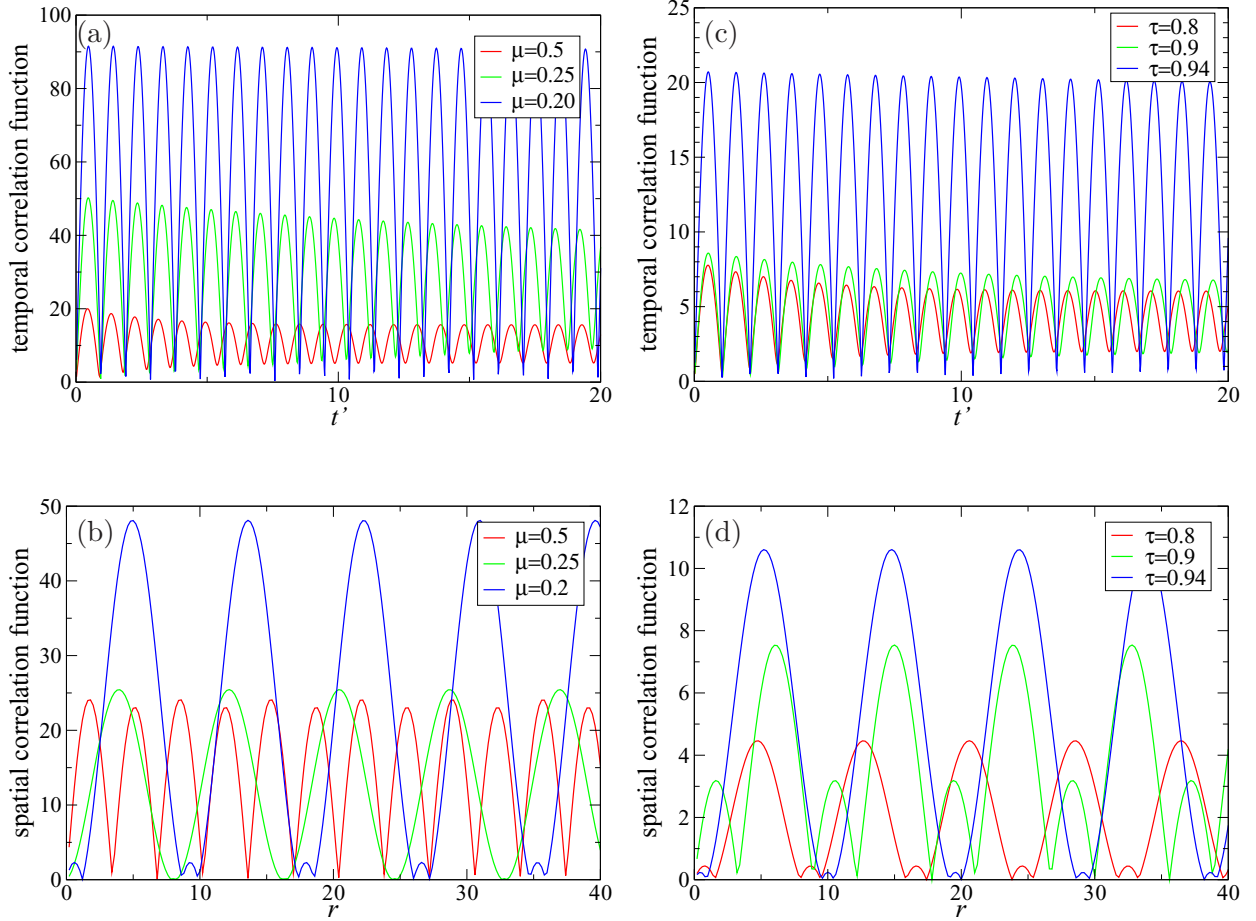 (a)
temporal correlation function
100
80
60
40
20
0
μ=0.5
μ=0.25
μ=0.20
0
10
20
t’
(c)
temporal correlation function
25
20
15
10
5
0
τ=0.8
τ=0.9
τ=0.94
0
10
20
t’
(b)
spatial correlation function
50
40
30
20
10
0
μ=0.5
μ=0.25
μ=0.2
0
10
20
30
40
r
(d)
spatial correlation function
12
10
8
6
4
2
0
τ=0.8
τ=0.9
τ=0.94
0
10
20
30
40
r